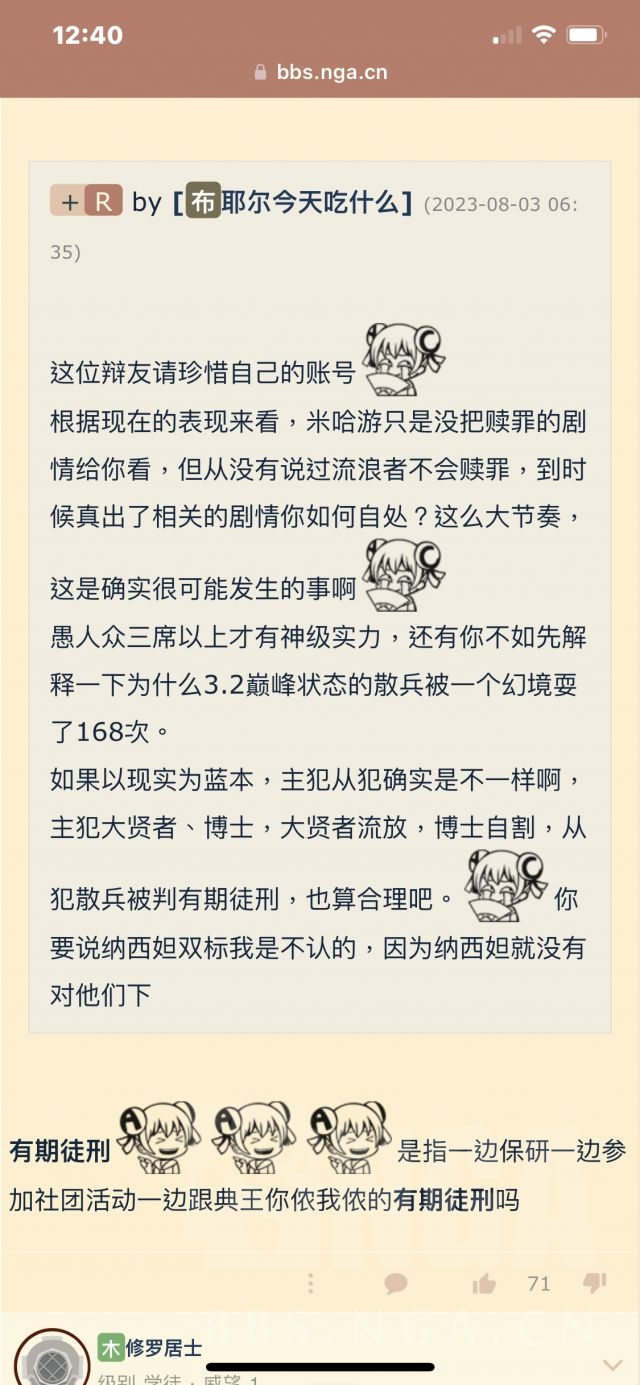 12:40
bbs.nga.cn
+ R by [布耶尔今天吃什么] (2023-08-03 06:
35)
这位辩友请珍惜自己的账号
根据现在的表现来看，米哈游只是没把赎罪的剧
情给你看，但从没有说过流浪者不会赎罪，到时
候真出了相关的剧情你如何自处？这么大节奏，
这是确实很可能发生的事啊
愚人众三席以上才有神级实力，还有你不如先解
释一下为什么3.2巅峰状态的散兵被一个幻境耍
了168次。
如果以现实为蓝本，主犯从犯确实是不一样啊，
主犯大贤者、博士，大贤者流放，博士自割，从
犯散兵被判有期徒刑，也算合理吧。你
要说纳西妲双标我是不认的，因为纳西妲就没有
对他们下
有期徒刑 是指一边保研一边参
加社团活动一边跟典王你侬我侬的有期徒刑吗
71
NGA
BBS.NGA.CN
木修罗居士
级别 学徒 · 威望 1